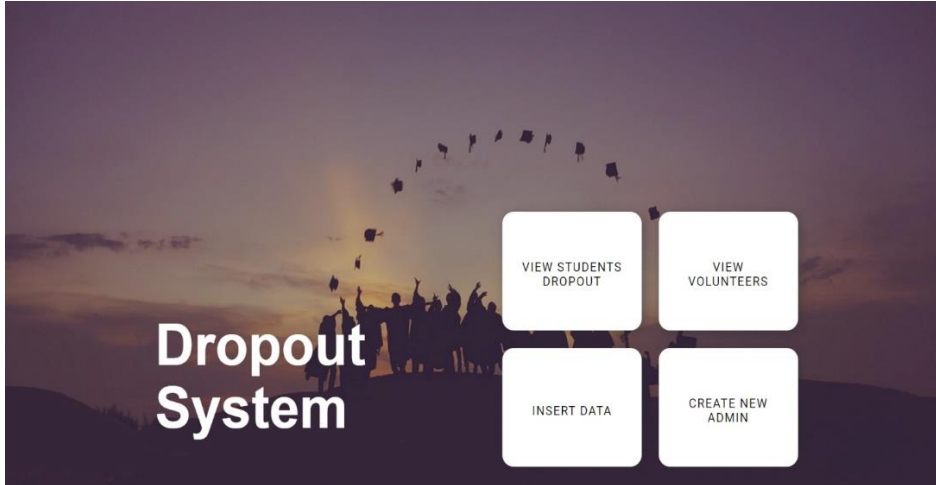 Dropout
System
VIEW STUDENTS
DROPOUT
VIEW
VOLUNTEERS
INSERT DATA
CREATE NEW
ADMIN